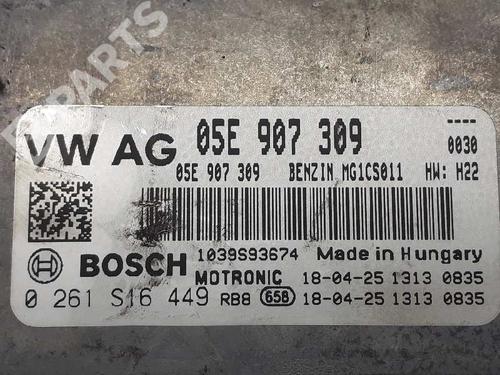 PARTS
VW AG 05E 907 309 ----
0030
05E 907 309 BENZIN MG1CS011 HW: H22
1039S93674 Made in Hungary
BOSCH MOTRONIC 18-04-25 1313 0835
0 261 S16 449 RB8 658 18-04-25 1313 0835